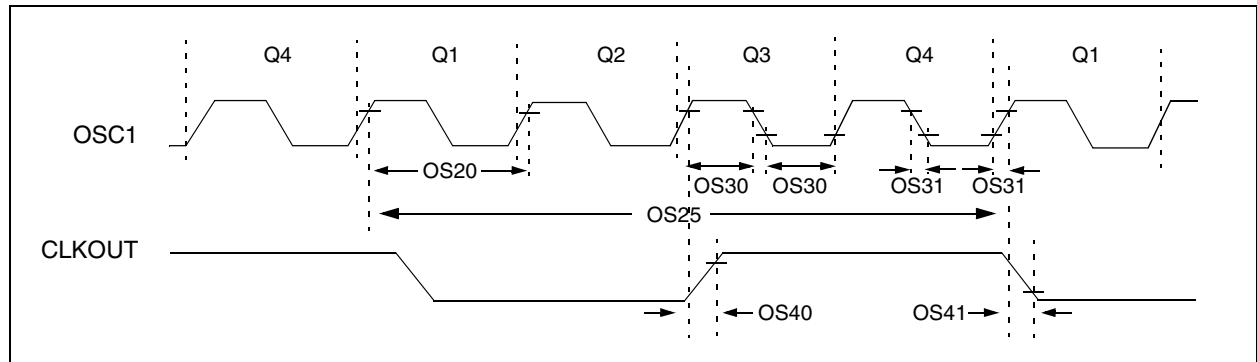 Q4 Q1 Q2 Q3 Q4 Q1
OSC1
OS20
OS30 OS30 OS31 OS31
OS25
CLKOUT
OS40 OS41